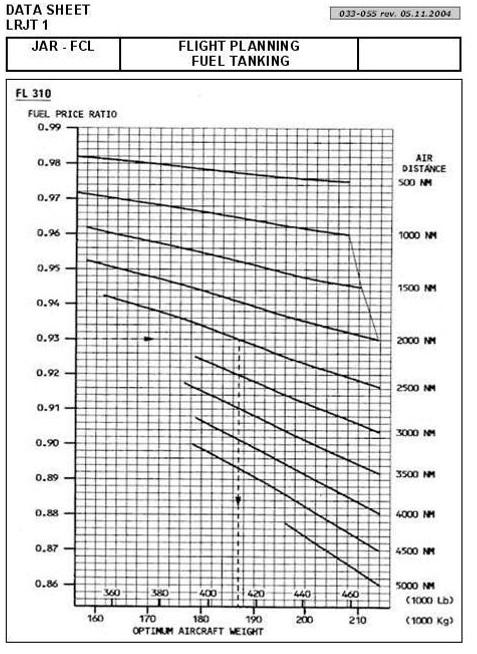 DATA SHEET
LRJT 1
033-055 rev. 05.11.2004
JAR - FCL
FLIGHT PLANNING
FUEL TANKING
FL 310
FUEL PRICE RATIO
0.99
0.98
0.97
0.96
0.95
0.94
0.93
0.92
0.91
0.90
0.89
0.88
0.87
0.86
AIR
DISTANCE
500 NM
1000 NM
1500 NM
2000 NM
2500 NM
3000 NM
3500 NM
4000 NM
4500 NM
5000 NM
360 380 400 420 440 460 (1000 Lb)
160 170 180 190 200 210 (1000 Kg)
OPTIMUM AIRCRAFT WEIGHT